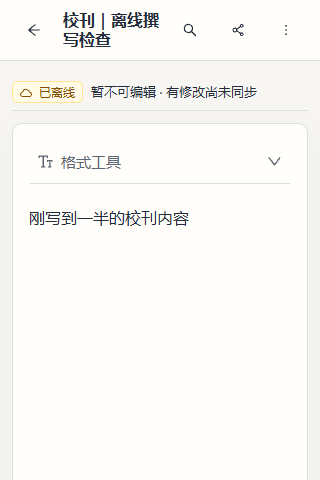 校刊｜离线撰
写检查
已离线 暂不可编辑 · 有修改尚未同步
格式工具
刚写到一半的校刊内容